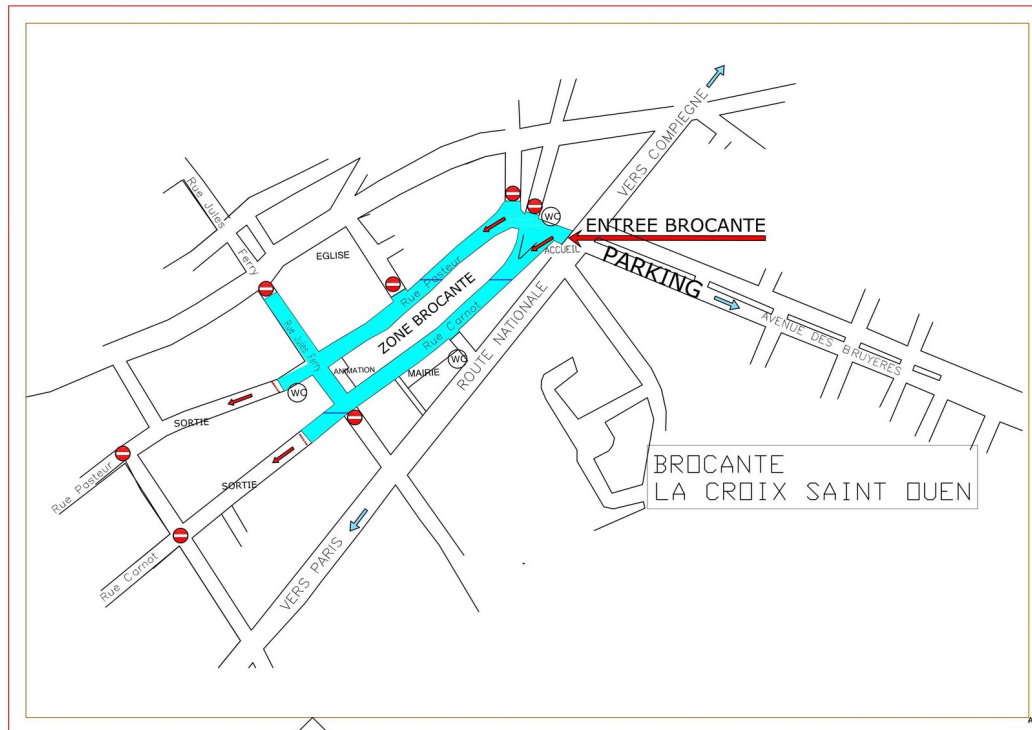 VERS COMPIEGNE
Rue Jules
Ferry
WC
ENTREE BROCANTE
ACCUEIL
EGLISE
PARKING
Rue Pasteur
ZONE BROCANTE
Rue Carnot
ROUTE NATIONALE
AVENUE DES BRUYERES
Rue Jules Ferry
WC
MAIRIE
ANIMATION
WC
SORTIE
BROCANTE
LA CROIX SAINT OUEN
Rue Pasteur
SORTIE
Rue Carnot
VERS PARIS
A